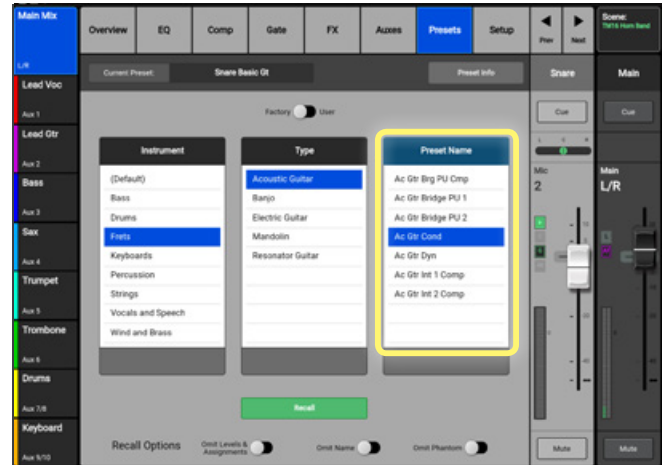 Main Mix
L/R
Lead Voc
Aux 1
Lead Gtr
Aux 2
Bass
Aux 3
Sax
Aux 4
Trumpet
Aux 5
Trombone
Aux 6
Drums
Aux 7/8
Keyboard
Aux 9/10
Overview EQ Comp Gate FX Auxes Presets Setup Prev Next
Scene:
TM16 Horn Band
Current Preset: Snare Basic Gt Preset Info
Factory User
Instrument
(Default)
Bass
Drums
Frets
Keyboards
Percussion
Strings
Vocals and Speech
Wind and Brass
Type
Acoustic Guitar
Banjo
Electric Guitar
Mandolin
Resonator Guitar
Preset Name
Ac Gtr Brg PU Cmp
Ac Gtr Bridge PU 1
Ac Gtr Bridge PU 2
Ac Gtr Cond
Ac Gtr Dyn
Ac Gtr Int 1 Comp
Ac Gtr Int 2 Comp
Recall
Recall Options
Omit Levels &
Assignments
Omit Name
Omit Phantom
Snare
Cue
Mic
2
Mute
Main
Cue
Main
L/R
Mute